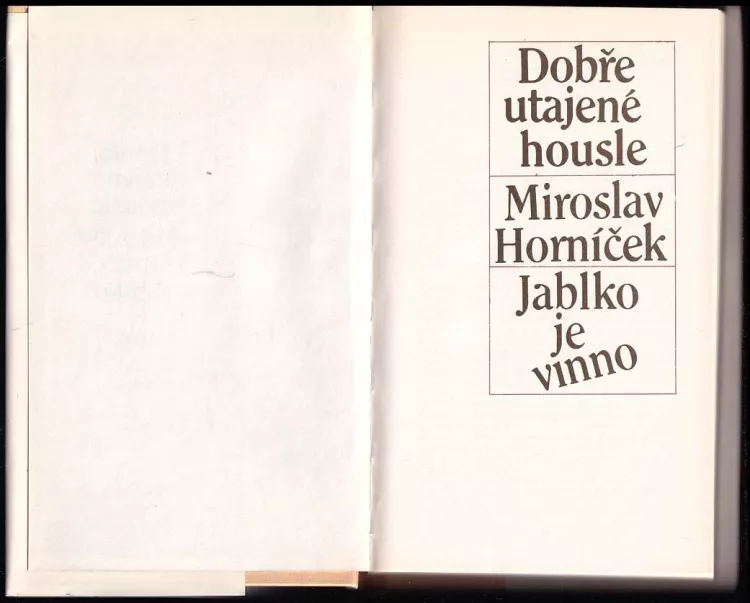 Dobře
utajené
housle
Miroslav
Horníček
Jablko
je
vinno